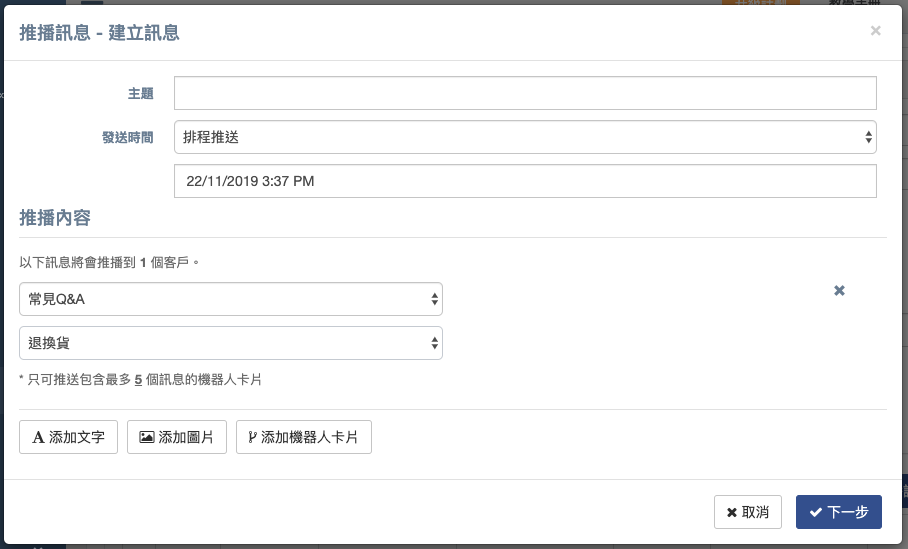 推播訊息 - 建立訊息
×
主題
發送時間
排程推送
22/11/2019 3:37 PM
推播內容
以下訊息將會推播到 1 個客戶。
常見Q&A
退換貨
* 只可推送包含最多 5 個訊息的機器人卡片
A 添加文字
添加圖片
添加機器人卡片
取消
下一步